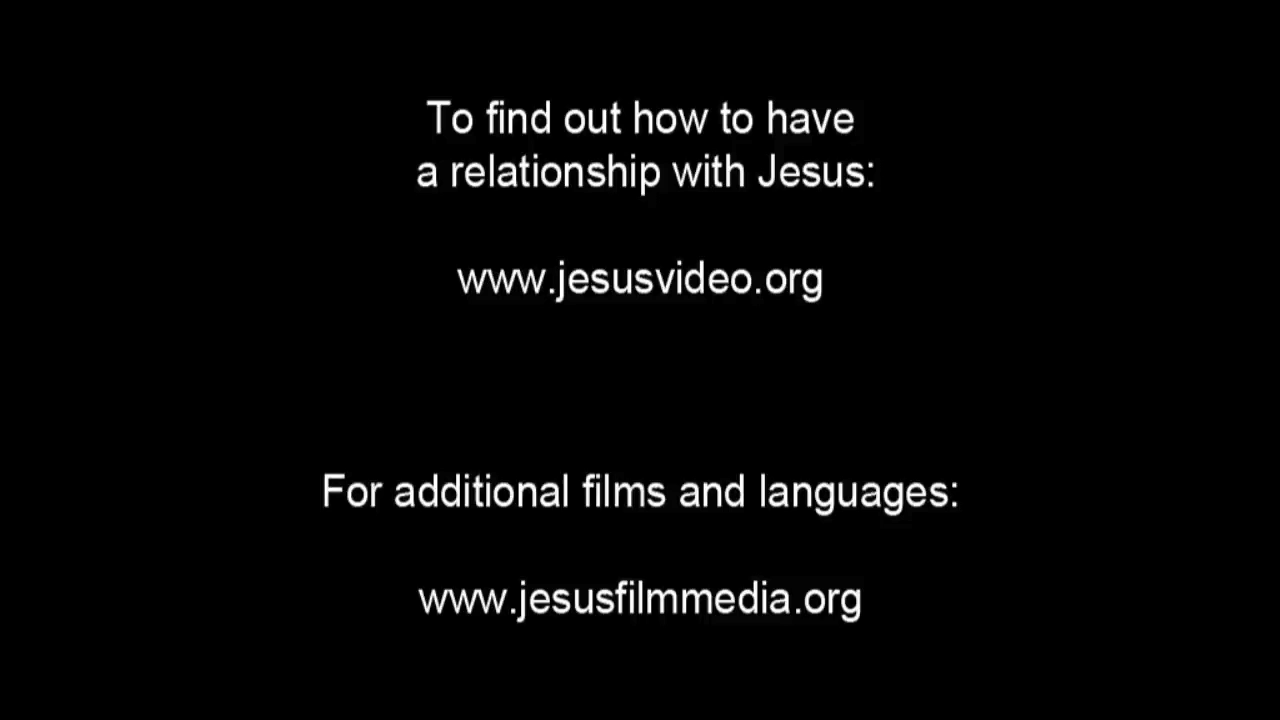 To find out how to have
a relationship with Jesus:
www.jesusvideo.org
For additional films and languages:
www.jesusfilmmedia.org